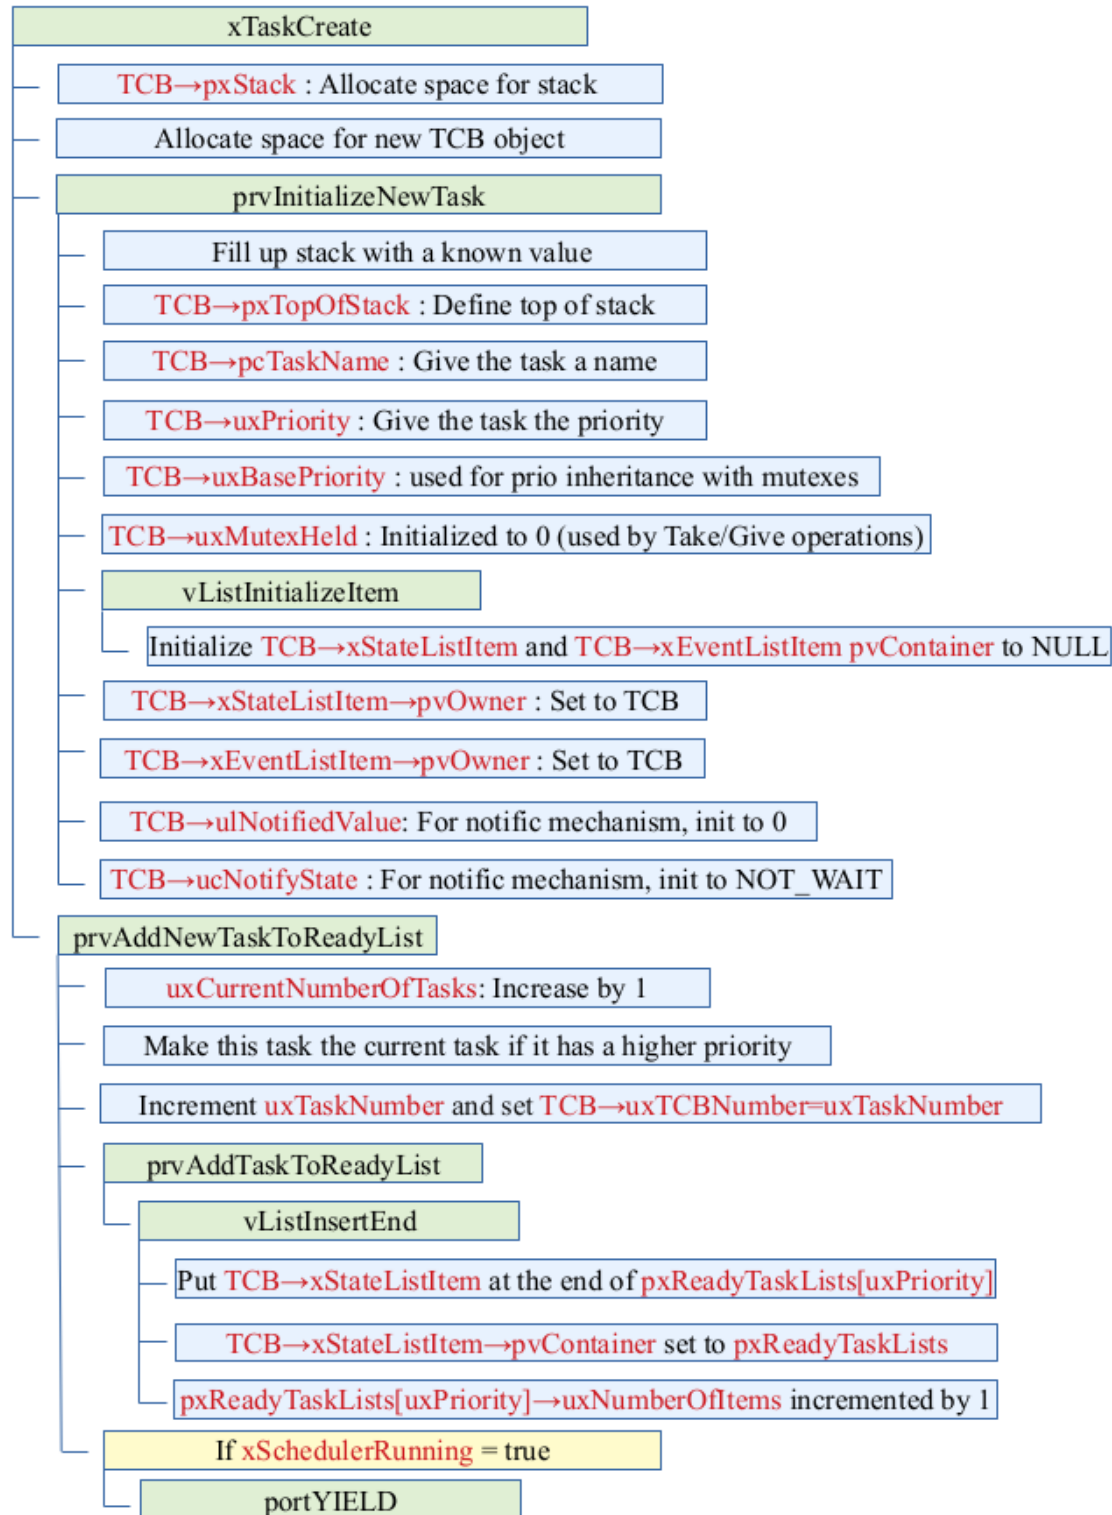 xTaskCreate
TCB→pxStack : Allocate space for stack
Allocate space for new TCB object
prvInitializeNewTask
Fill up stack with a known value
TCB→pxTopOfStack : Define top of stack
TCB→pcTaskName : Give the task a name
TCB→uxPriority : Give the task the priority
TCB→uxBasePriority : used for prio inheritance with mutexes
TCB→uxMutexHeld : Initialized to 0 (used by Take/Give operations)
vListInitializeItem
Initialize TCB→xStateListItem and TCB→xEventListItem pvContainer to NULL
TCB→xStateListItem→pvOwner : Set to TCB
TCB→xEventListItem→pvOwner : Set to TCB
TCB→ulNotifiedValue: For notific mechanism, init to 0
TCB→ucNotifyState : For notific mechanism, init to NOT_WAIT
prvAddNewTaskToReadyList
uxCurrentNumberOfTasks: Increase by 1
Make this task the current task if it has a higher priority
Increment uxTaskNumber and set TCB→uxTCBNumber=uxTaskNumber
prvAddTaskToReadyList
vListInsertEnd
Put TCB→xStateListItem at the end of pxReadyTaskLists[uxPriority]
TCB→xStateListItem→pvContainer set to pxReadyTaskLists
pxReadyTaskLists[uxPriority]→uxNumberOfItems incremented by 1
If xSchedulerRunning = true
portYIELD